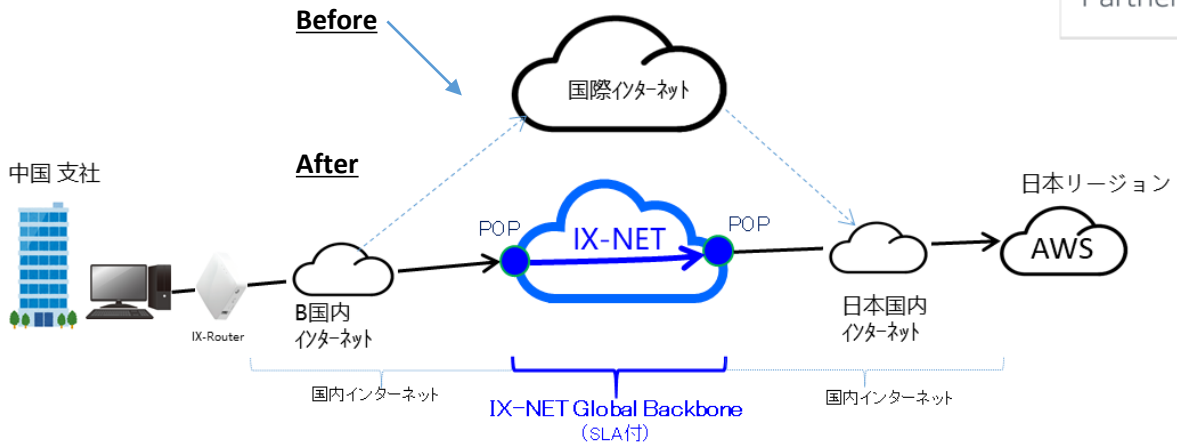 Partner
Before
国際インターネット
After
中国 支社
日本リージョン
POP
POP
IX-NET
AWS
IX-Router
B国内
インターネット
日本国内
インターネット
国内インターネット
国内インターネット
IX-NET Global Backbone
(SLA付)